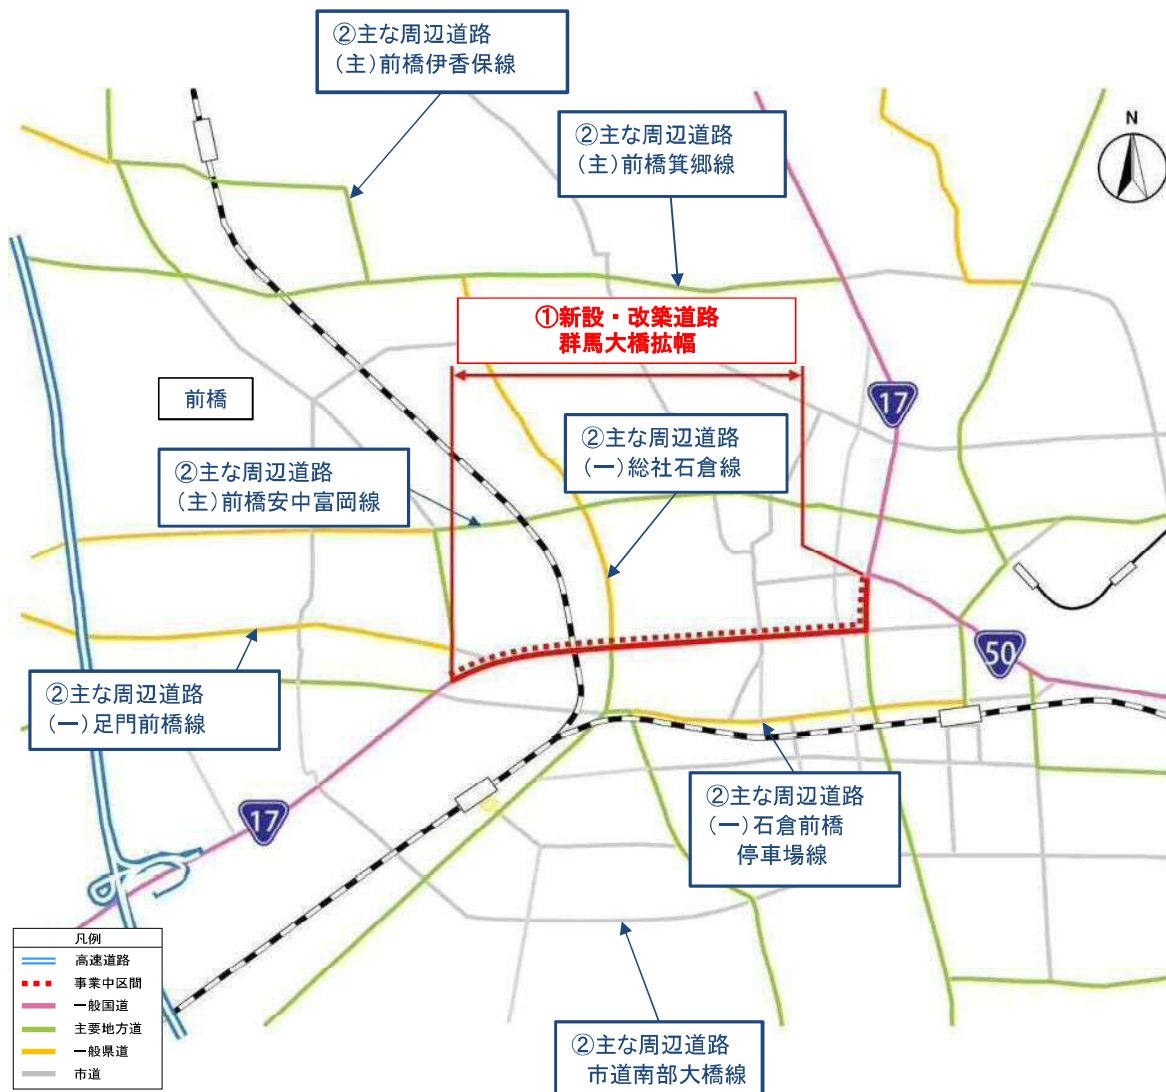 ②主な周辺道路
(主)前橋伊香保線
②主な周辺道路
(主)前橋箕郷線
N
①新設・改築道路
群馬大橋拡幅
前橋
17
②主な周辺道路
(一)総社石倉線
②主な周辺道路
(主)前橋安中富岡線
50
②主な周辺道路
(一)足門前橋線
②主な周辺道路
(一)石倉前橋
停車場線
17
凡例
高速道路
事業中区間
一般国道
主要地方道
一般県道
市道
②主な周辺道路
市道南部大橋線